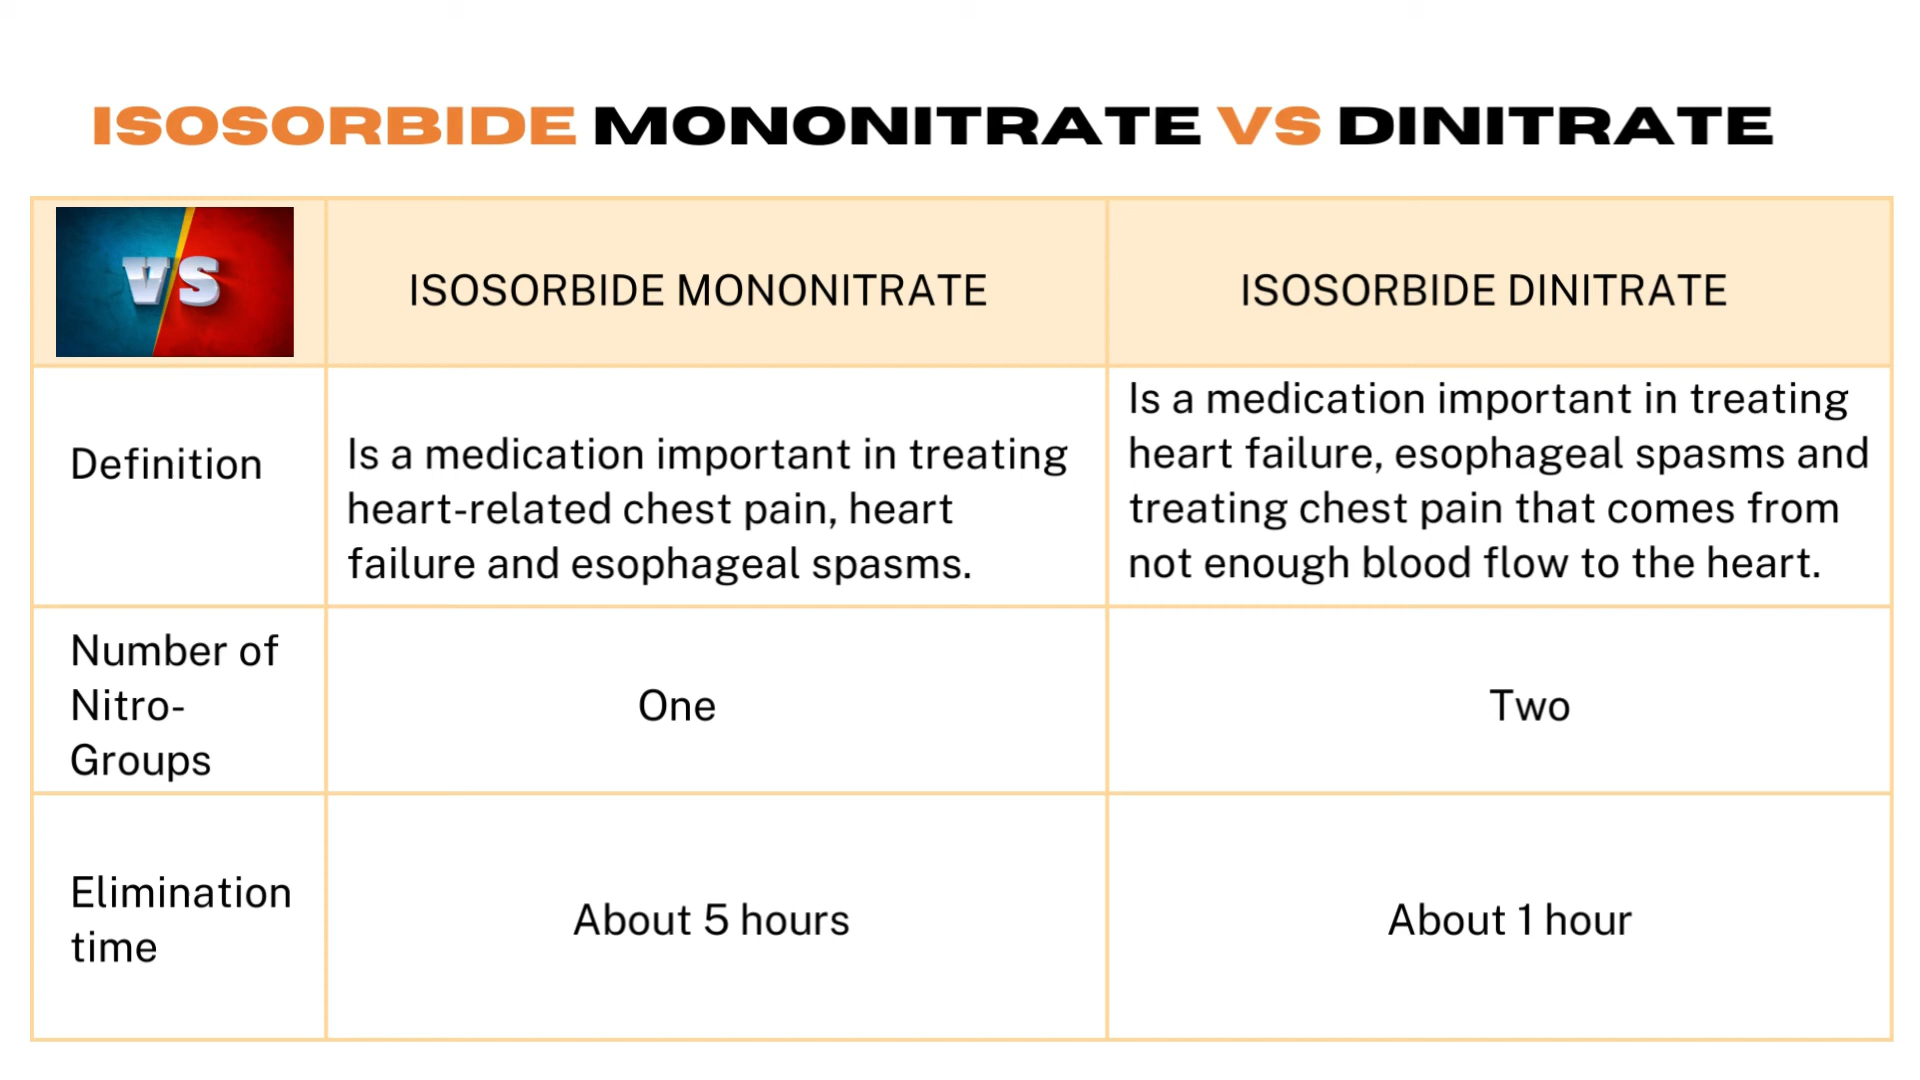 ISOSORBIDE MONONITRATE VS DINITRATE
VS
ISOSORBIDE MONONITRATE
ISOSORBIDE DINITRATE
Definition
Is a medication important in treating
heart-related chest pain, heart
failure and esophageal spasms.
Is a medication important in treating
heart failure, esophageal spasms and
treating chest pain that comes from
not enough blood flow to the heart.
Number of
Nitro-
Groups
One
Two
Elimination
time
About 5 hours
About 1 hour